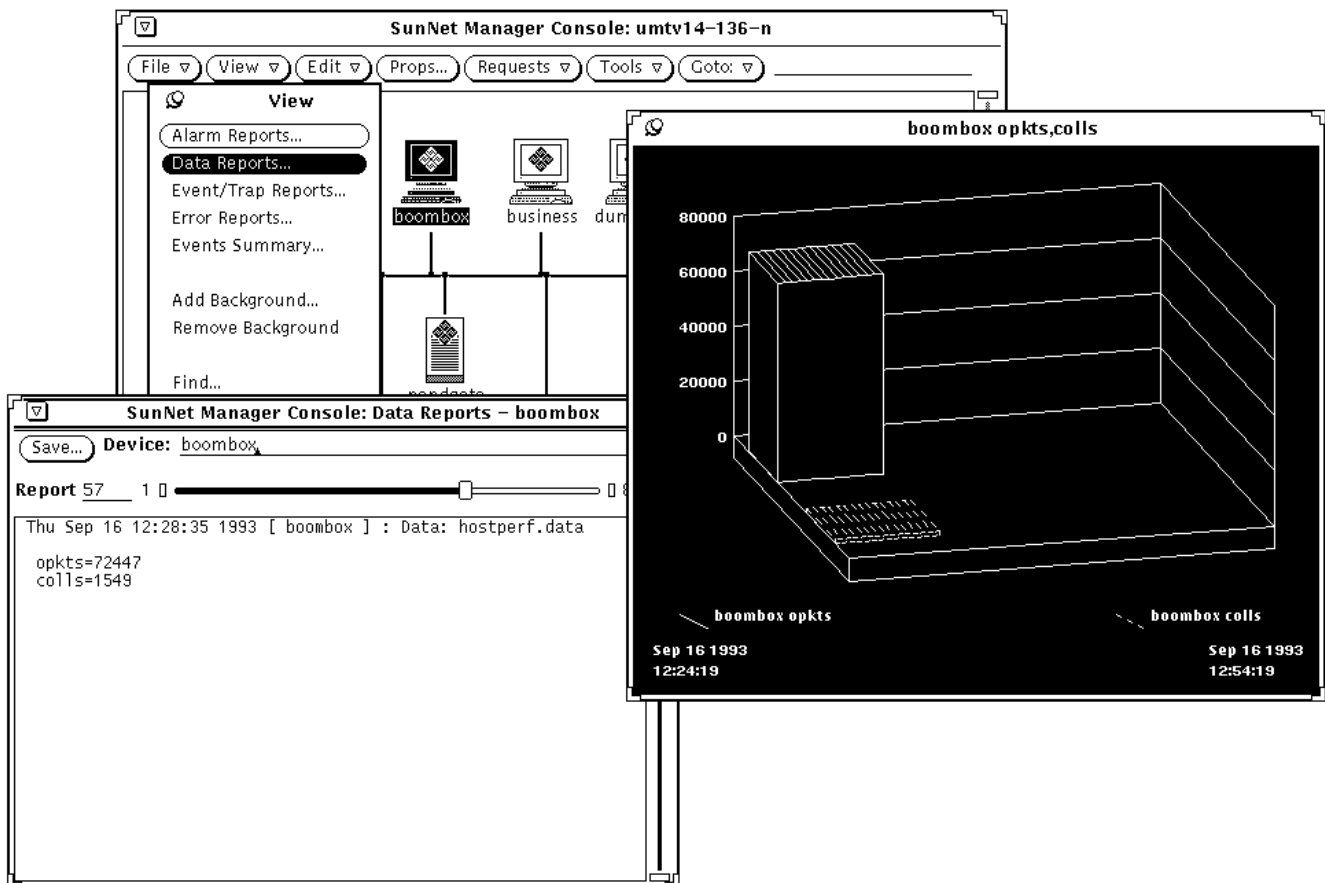 SunNet Manager Console: umtv14-136-n
File View Edit Props... Requests Tools Goto:
View
Alarm Reports...
Data Reports...
Event/Trap Reports...
Error Reports...
Events Summary...
Add Background...
Remove Background
Find...
boombox business
SunNet Manager Console: Data Reports - boombox
Save... Device: boombox
Report 57 1
Thu Sep 16 12:28:35 1993 [ boombox ] : Data: hostperf.data
opkts=72447
colls=1549
boombox opkts,colls
80000
60000
40000
20000
0
boombox opkts boombox colls
Sep 16 1993 Sep 16 1993
12:24:19 12:54:19